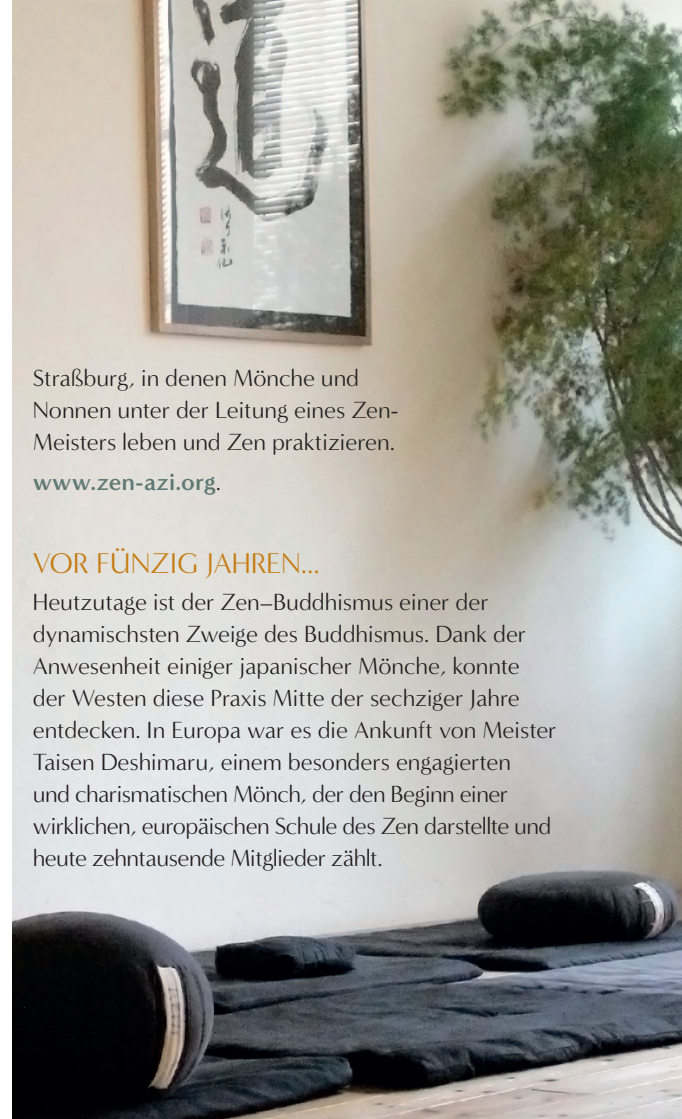 道
Straßburg, in denen Mönche und
Nonnen unter der Leitung eines Zen-
Meisters leben und Zen praktizieren.
www.zen-azi.org.
VOR FÜNZIG JAHREN...
Heutzutage ist der Zen–Buddhismus einer der
dynamischsten Zweige des Buddhismus. Dank der
Anwesenheit einiger japanischer Mönche, konnte
der Westen diese Praxis Mitte der sechziger Jahre
entdecken. In Europa war es die Ankunft von Meister
Taisen Deshimaru, einem besonders engagierten
und charismatischen Mönch, der den Beginn einer
wirklichen, europäischen Schule des Zen darstellte und
heute zehntausende Mitglieder zählt.